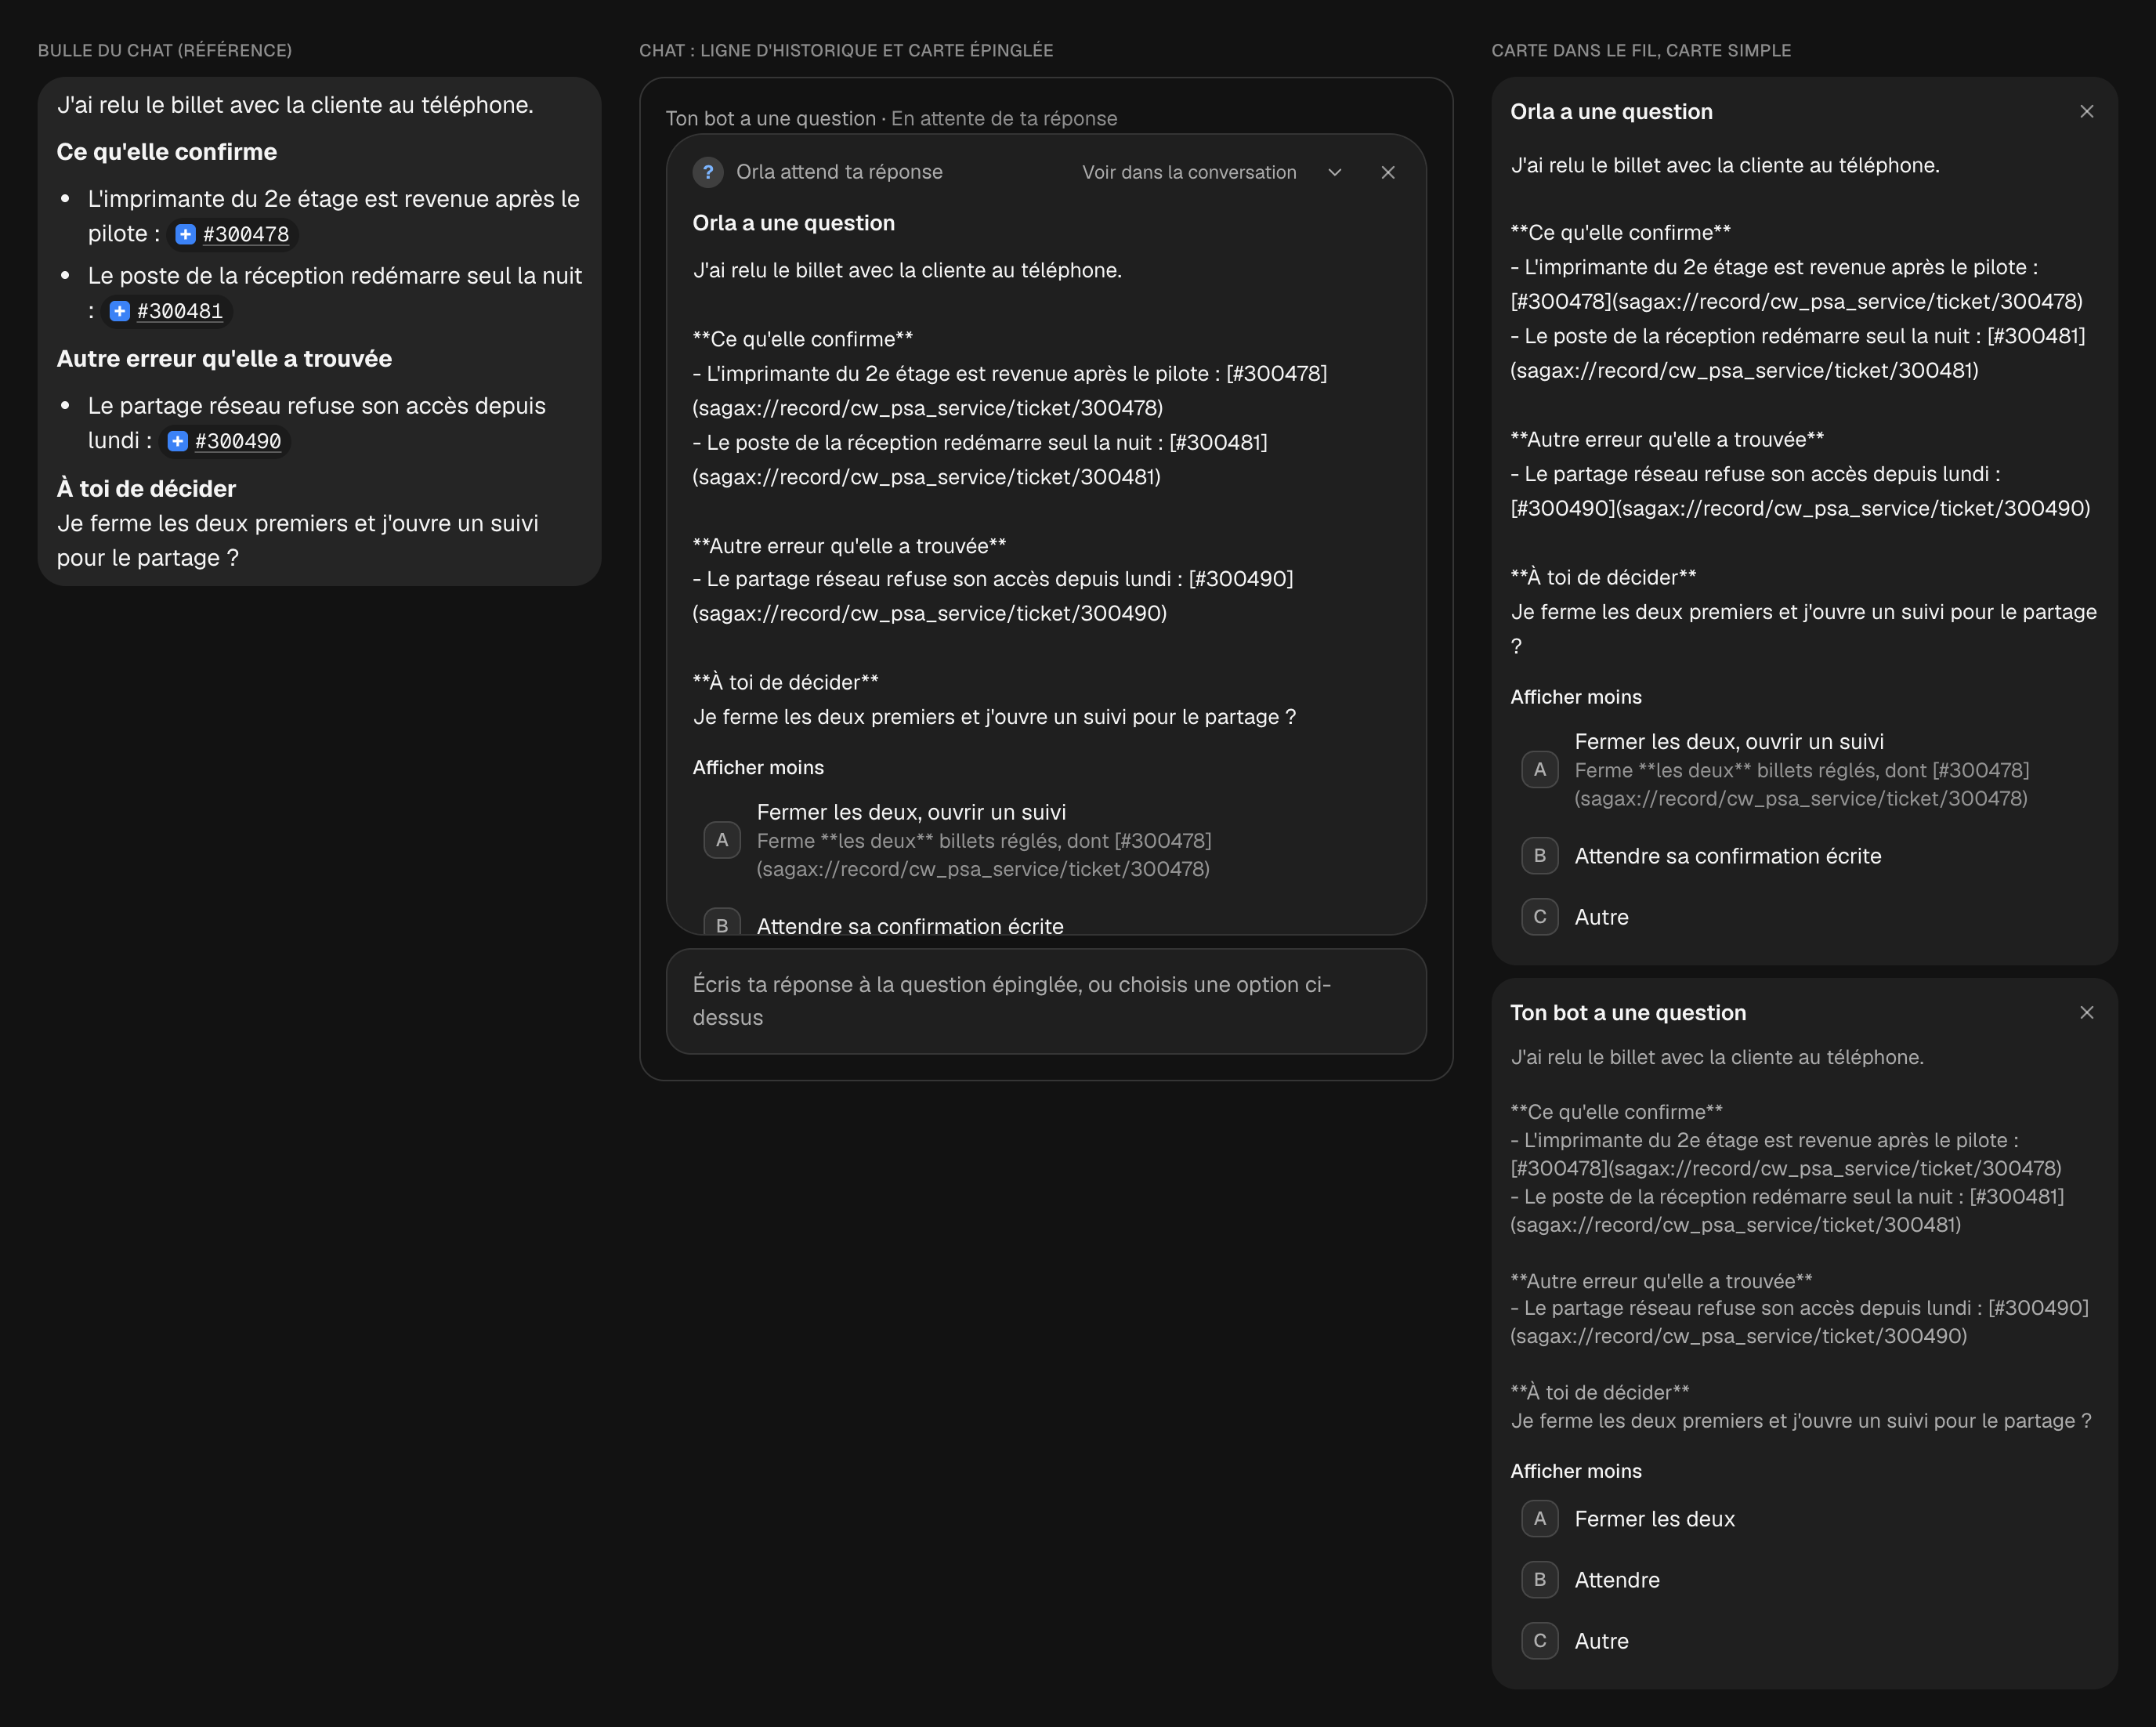 BULLE DU CHAT (RÉFÉRENCE)
J'ai relu le billet avec la cliente au téléphone.
Ce qu'elle confirme
• L'imprimante du 2e étage est revenue après le
pilote : #300478
• Le poste de la réception redémarre seul la nuit
: #300481
Autre erreur qu'elle a trouvée
• Le partage réseau refuse son accès depuis
lundi : #300490
À toi de décider
Je ferme les deux premiers et j'ouvre un suivi
pour le partage ?
CHAT : LIGNE D'HISTORIQUE ET CARTE ÉPINGLÉE
Ton bot a une question · En attente de ta réponse
? Orla attend ta réponse Voir dans la conversation
Orla a une question
J'ai relu le billet avec la cliente au téléphone.
**Ce qu'elle confirme**
- L'imprimante du 2e étage est revenue après le pilote : [#300478]
(sagax://record/cw_psa_service/ticket/300478)
- Le poste de la réception redémarre seul la nuit : [#300481]
(sagax://record/cw_psa_service/ticket/300481)
**Autre erreur qu'elle a trouvée**
- Le partage réseau refuse son accès depuis lundi : [#300490]
(sagax://record/cw_psa_service/ticket/300490)
**À toi de décider**
Je ferme les deux premiers et j'ouvre un suivi pour le partage ?
Afficher moins
A Fermer les deux, ouvrir un suivi
Ferme **les deux** billets réglés, dont [#300478]
(sagax://record/cw_psa_service/ticket/300478)
B Attendre sa confirmation écrite
Écris ta réponse à la question épinglée, ou choisis une option ci-
dessus
CARTE DANS LE FIL, CARTE SIMPLE
Orla a une question
J'ai relu le billet avec la cliente au téléphone.
**Ce qu'elle confirme**
- L'imprimante du 2e étage est revenue après le pilote :
[#300478](sagax://record/cw_psa_service/ticket/300478)
- Le poste de la réception redémarre seul la nuit : [#300481]
(sagax://record/cw_psa_service/ticket/300481)
**Autre erreur qu'elle a trouvée**
- Le partage réseau refuse son accès depuis lundi :
[#300490](sagax://record/cw_psa_service/ticket/300490)
**À toi de décider**
Je ferme les deux premiers et j'ouvre un suivi pour le partage
?
Afficher moins
A Fermer les deux, ouvrir un suivi
Ferme **les deux** billets réglés, dont [#300478]
(sagax://record/cw_psa_service/ticket/300478)
B Attendre sa confirmation écrite
C Autre
Ton bot a une question
J'ai relu le billet avec la cliente au téléphone.
**Ce qu'elle confirme**
- L'imprimante du 2e étage est revenue après le pilote :
[#300478](sagax://record/cw_psa_service/ticket/300478)
- Le poste de la réception redémarre seul la nuit : [#300481]
(sagax://record/cw_psa_service/ticket/300481)
**Autre erreur qu'elle a trouvée**
- Le partage réseau refuse son accès depuis lundi : [#300490]
(sagax://record/cw_psa_service/ticket/300490)
**À toi de décider**
Je ferme les deux premiers et j'ouvre un suivi pour le partage ?
Afficher moins
A Fermer les deux
B Attendre
C Autre